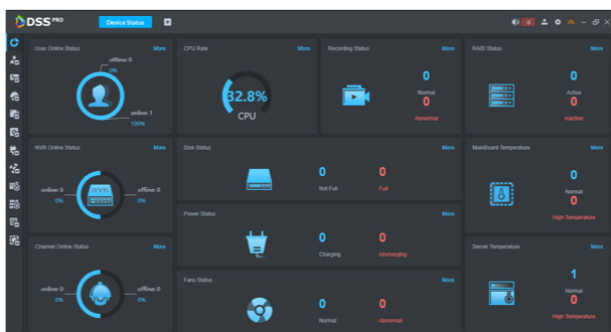 DSS PRO
Device Status
User Online Status More
offline: 0
0%
online: 1
100%
CPU Rate More
32.8%
CPU
Recording Status More
0
Normal
0
Abnormal
RAID Status More
0
Active
0
Inactive
NVR Online Status More
NVR
online: 0
0%
offline: 0
0%
Disk Status More
0
Not Full
0
Full
Mainboard Temperature More
0
Normal
0
High Temperature
Power Status More
0
Charging
0
Uncharging
Channel Online Status More
online: 0
0%
offline: 0
0%
Fans Status More
0
Normal
0
Abnormal
Server Temperature More
1
Normal
0
High Temperature